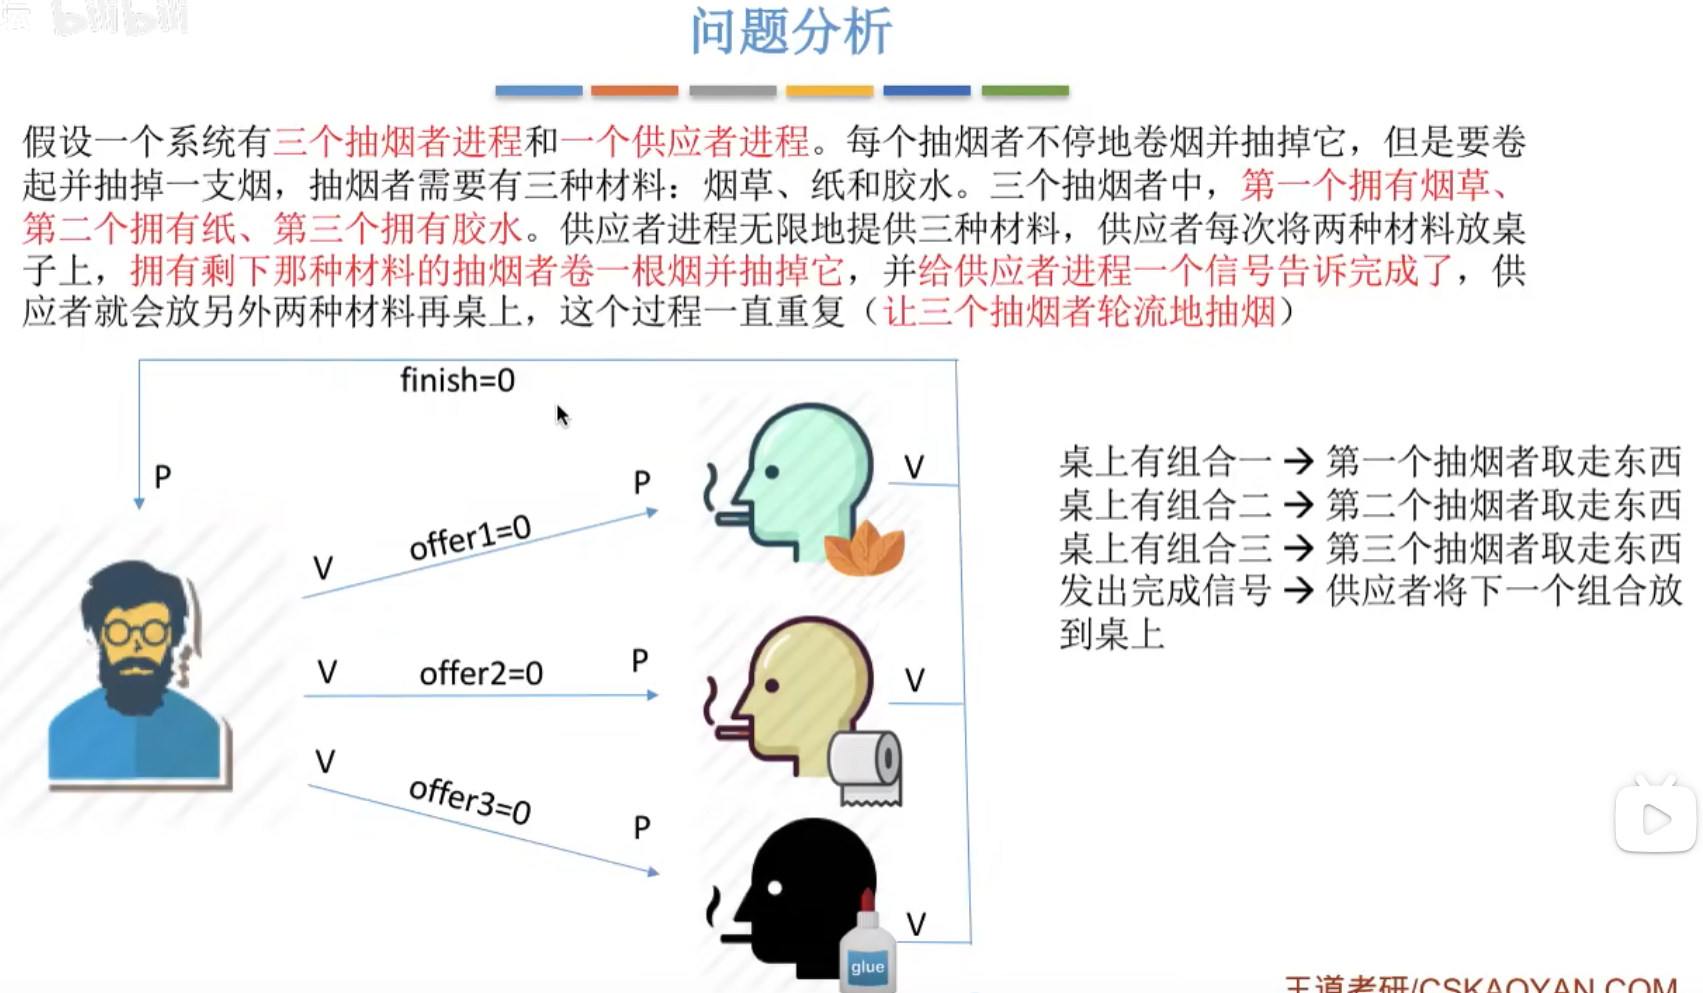 bilibili
问题分析
假设一个系统有三个抽烟者进程和一个供应者进程。每个抽烟者不停地卷烟并抽掉它，但是要卷
起并抽掉一支烟，抽烟者需要有三种材料：烟草、纸和胶水。三个抽烟者中，第一个拥有烟草、
第二个拥有纸、第三个拥有胶水。供应者进程无限地提供三种材料，供应者每次将两种材料放桌
子上，拥有剩下那种材料的抽烟者卷一根烟并抽掉它，并给供应者进程一个信号告诉完成了，供
应者就会放另外两种材料再桌上，这个过程一直重复（让三个抽烟者轮流地抽烟）
finish=0
P
V
offer1=0
P
V
V
offer2=0
P
V
V
offer3=0
P
V
glue
桌上有组合一 → 第一个抽烟者取走东西
桌上有组合二 → 第二个抽烟者取走东西
桌上有组合三 → 第三个抽烟者取走东西
发出完成信号 → 供应者将下一个组合放
到桌上
王道考研/CSKAOYAN.COM